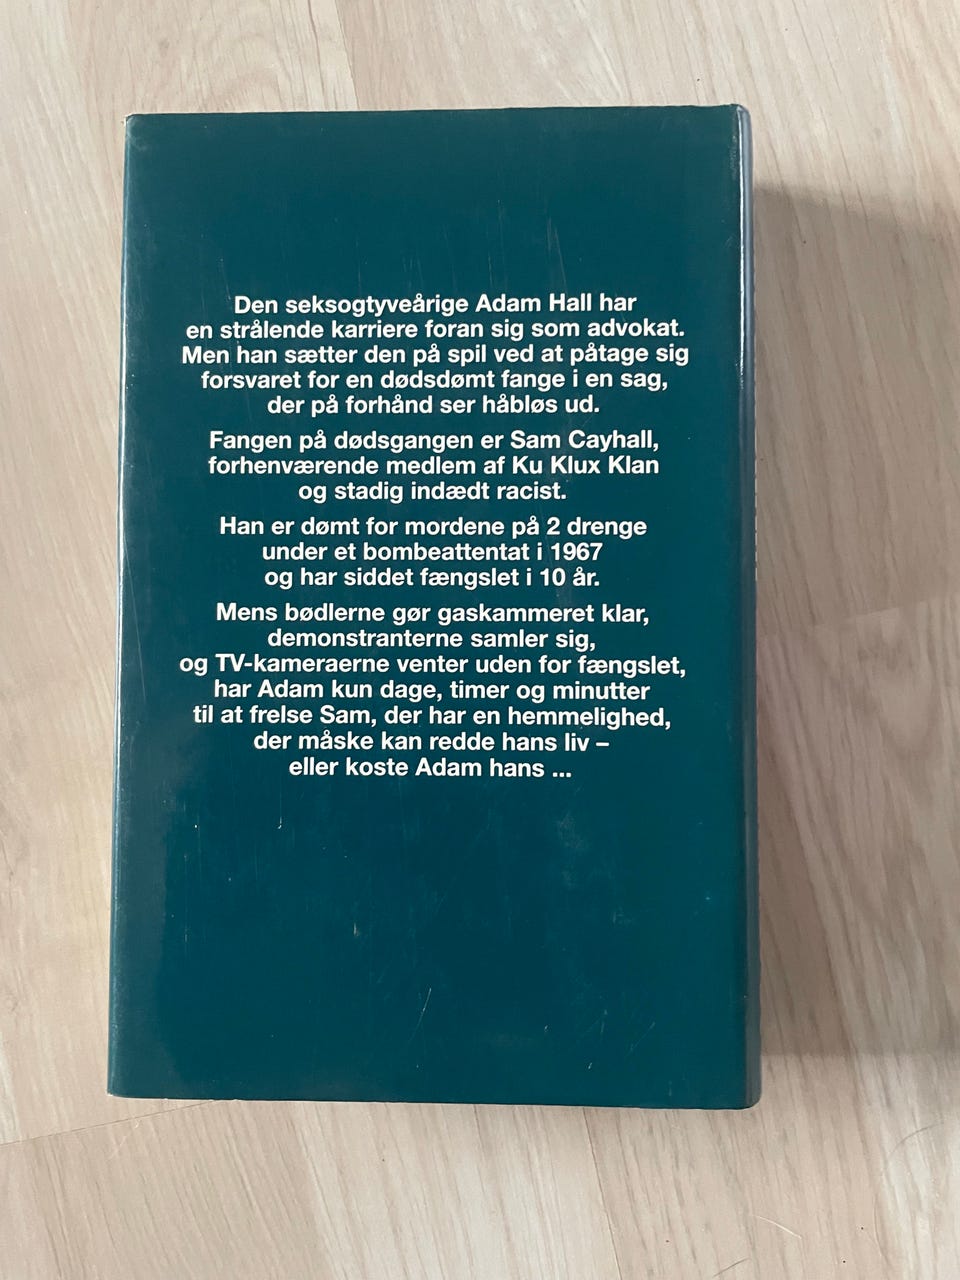 Den seksogtyveårige Adam Hall har
en strålende karriere foran sig som advokat.
Men han sætter den på spil ved at påtage sig
forsvaret for en dødsdømt fange i en sag,
der på forhånd ser håbløs ud.
Fangen på dødsgangen er Sam Cayhall,
forhenværende medlem af Ku Klux Klan
og stadig indædt racist.
Han er dømt for mordene på 2 drenge
under et bombeattentat i 1967
og har siddet fængslet i 10 år.
Mens bødlerne gør gaskammeret klar,
demonstranterne samler sig,
og TV-kameraerne venter uden for fængslet,
har Adam kun dage, timer og minutter
til at frelse Sam, der har en hemmelighed,
der måske kan redde hans liv –
eller koste Adam hans ...